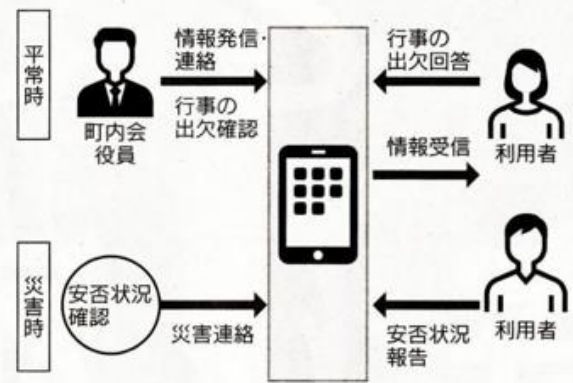 平常時
町内会
役員
情報発信・
連絡
行事の
出欠確認
行事の
出欠回答
情報受信
利用者
災害時
安否状況
確認
災害連絡
安否状況
報告
利用者